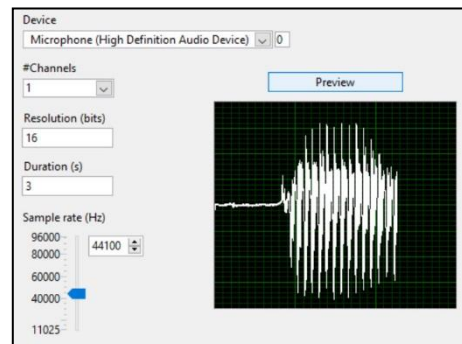 Device
Microphone (High Definition Audio Device) 0
#Channels
1
Preview
Resolution (bits)
16
Duration (s)
3
Sample rate (Hz)
96000
44100
80000
60000
40000
11025